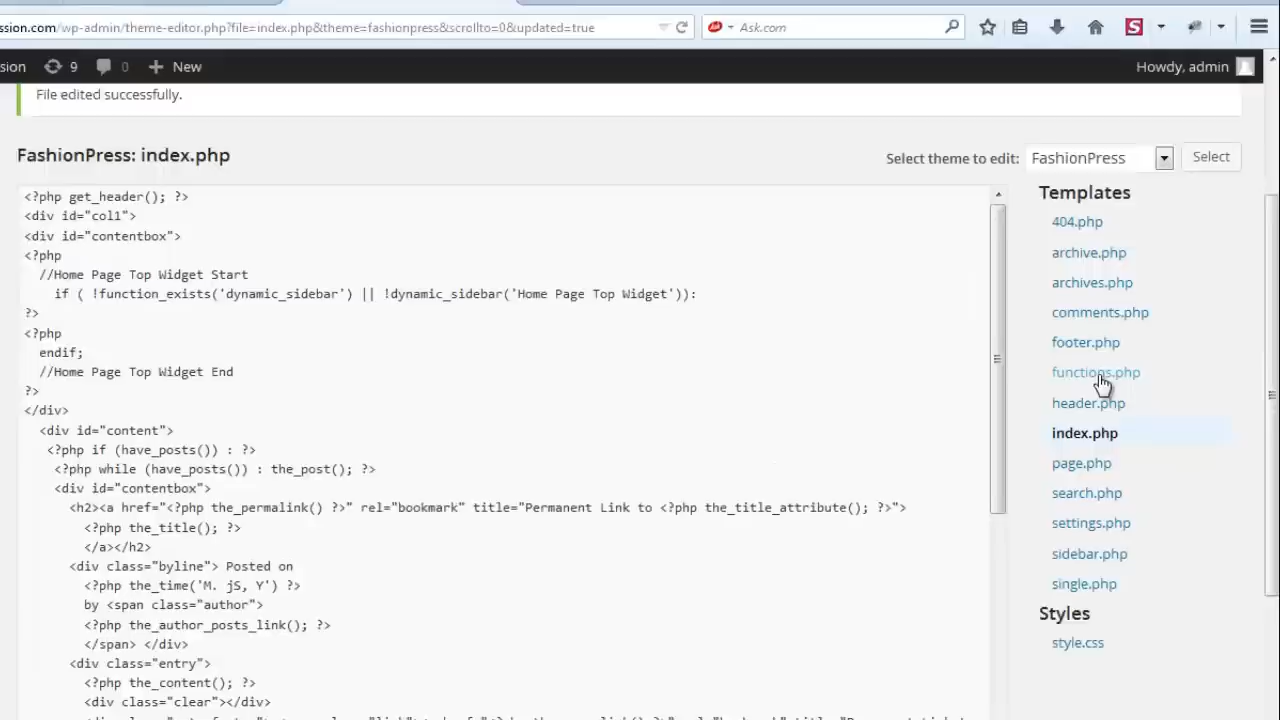 ssion.com/wp-admin/theme-editor.php?file=index.php&theme=fashionpress&scrollto=0&updated=true
Ask.com
S
sion 9 0 New Howdy, admin
File edited successfully.
FashionPress: index.php
Select theme to edit: FashionPress Select
<?php get_header(); ?>
<div id="col1">
<div id="contentbox">
<?php
//Home Page Top Widget Start
if ( !function_exists('dynamic_sidebar') || !dynamic_sidebar('Home Page Top Widget')):
?>
<?php
endif;
//Home Page Top Widget End
?>
</div>
<div id="content">
<?php if (have_posts()) : ?>
<?php while (have_posts()) : the_post(); ?>
<div id="contentbox">
<h2><a href="<?php the_permalink() ?>" rel="bookmark" title="Permanent Link to <?php the_title_attribute(); ?>">
<?php the_title(); ?>
</a></h2>
<div class="byline"> Posted on
<?php the_time('M. jS, Y') ?>
by <span class="author">
<?php the_author_posts_link(); ?>
</span> </div>
<div class="entry">
<?php the_content(); ?>
<div class="clear"></div>
Templates
404.php
archive.php
archives.php
comments.php
footer.php
functions.php
header.php
index.php
page.php
search.php
settings.php
sidebar.php
single.php
Styles
style.css